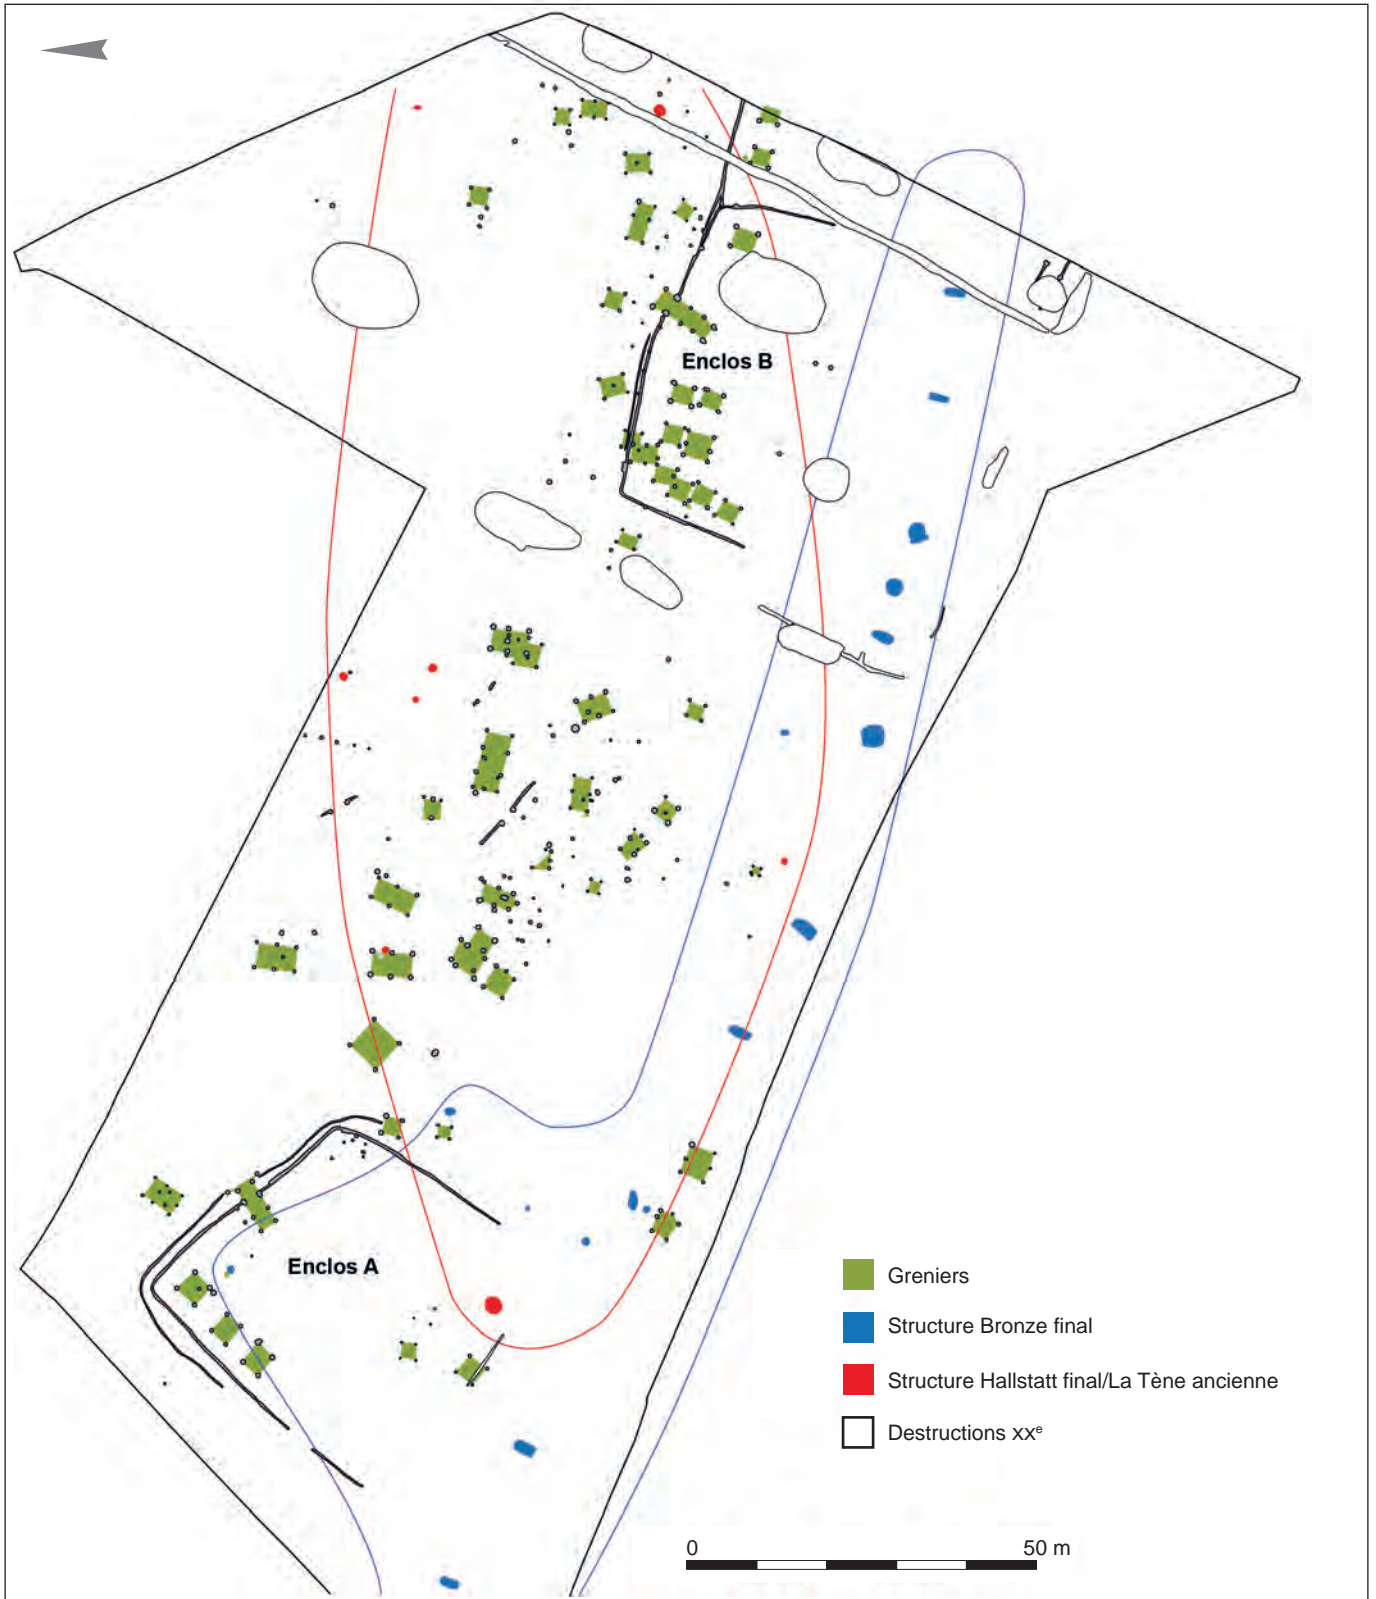 Enclos B
Enclos A
Greniers
Structure Bronze final
Structure Hallstatt final/La Tène ancienne
Destructions XXe
0 50 m